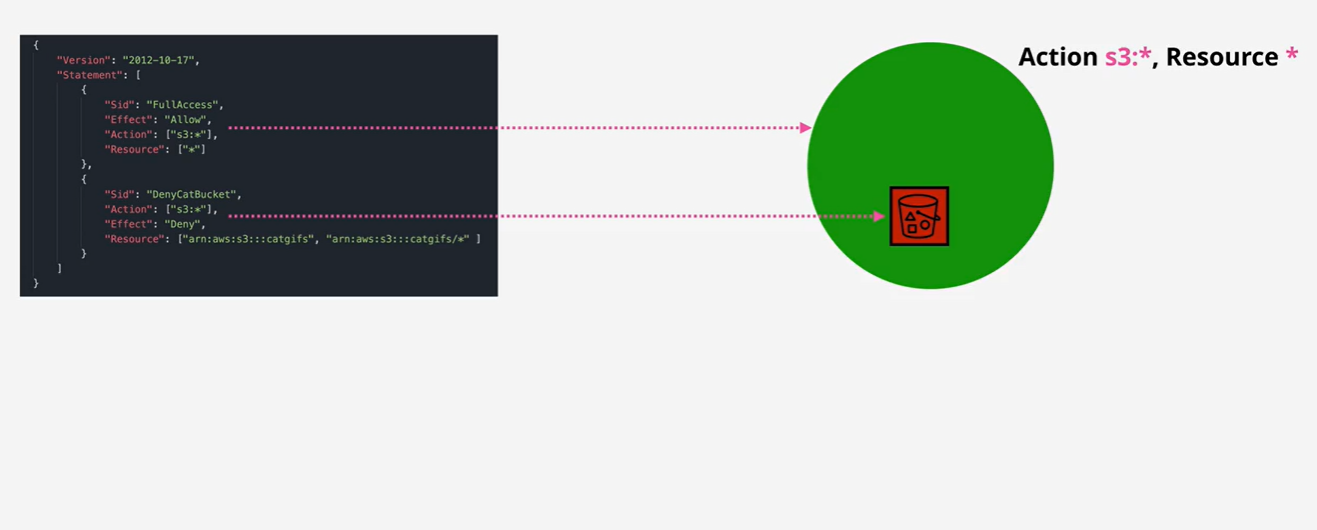 {
"Version": "2012-10-17",
"Statement": [
{
"Sid": "FullAccess",
"Effect": "Allow",
"Action": ["s3:*"],
"Resource": ["*"]
},
{
"Sid": "DenyCatBucket",
"Action": ["s3:*"],
"Effect": "Deny",
"Resource": ["arn:aws:s3:::catgifs", "arn:aws:s3:::catgifs/*" ]
}
]
}
Action s3:*, Resource *